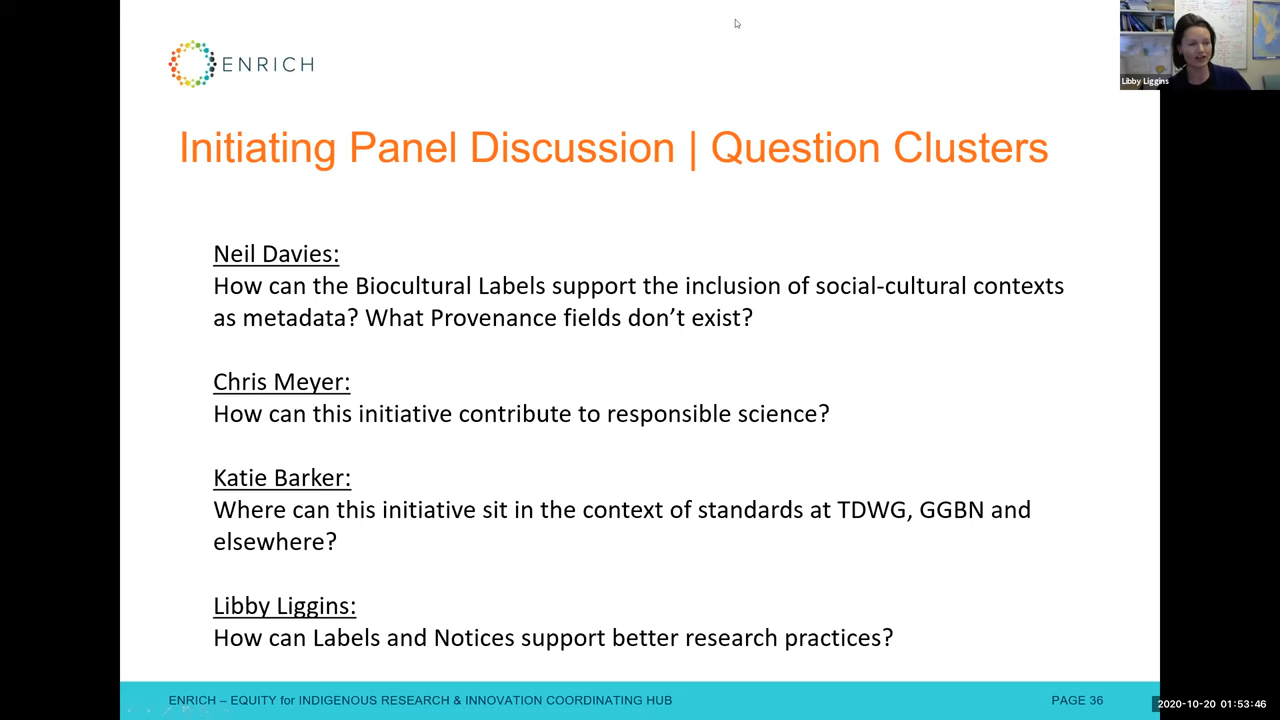 ENRICH
Libby Liggins
Initiating Panel Discussion | Question Clusters
Neil Davies:
How can the Biocultural Labels support the inclusion of social-cultural contexts
as metadata? What Provenance fields don’t exist?
Chris Meyer:
How can this initiative contribute to responsible science?
Katie Barker:
Where can this initiative sit in the context of standards at TDWG, GGBN and
elsewhere?
Libby Liggins:
How can Labels and Notices support better research practices?
ENRICH – EQUITY for INDIGENOUS RESEARCH & INNOVATION COORDINATING HUB
PAGE 36
2020-10-20 01:53:46